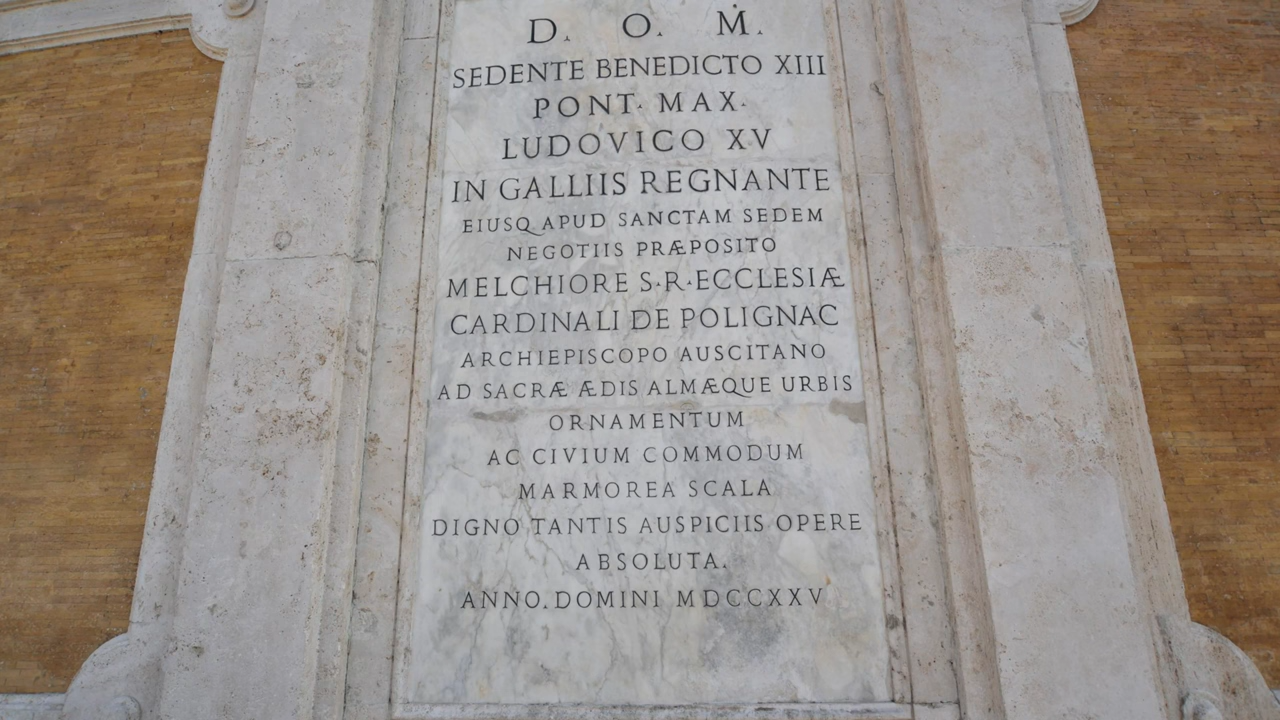 D. O. M.
SEDENTE BENEDICTO XIII
PONT· MAX·
LUDOVICO XV
IN GALLIIS REGNANTE
EIUSQ APUD SANCTAM SEDEM
NEGOTIIS PRÆPOSITO
MELCHIORE S·R·ECCLESIÆ
CARDINALI DE POLIGNAC
ARCHIEPISCOPO AUSCITANO
AD SACRÆ ÆDIS ALMÆQUE URBIS
ORNAMENTUM
AC CIVIUM COMMODUM
MARMOREA SCALA
DIGNO TANTIS AUSPICIIS OPERE
ABSOLUTA.
ANNO.DOMINI MDCCXXV